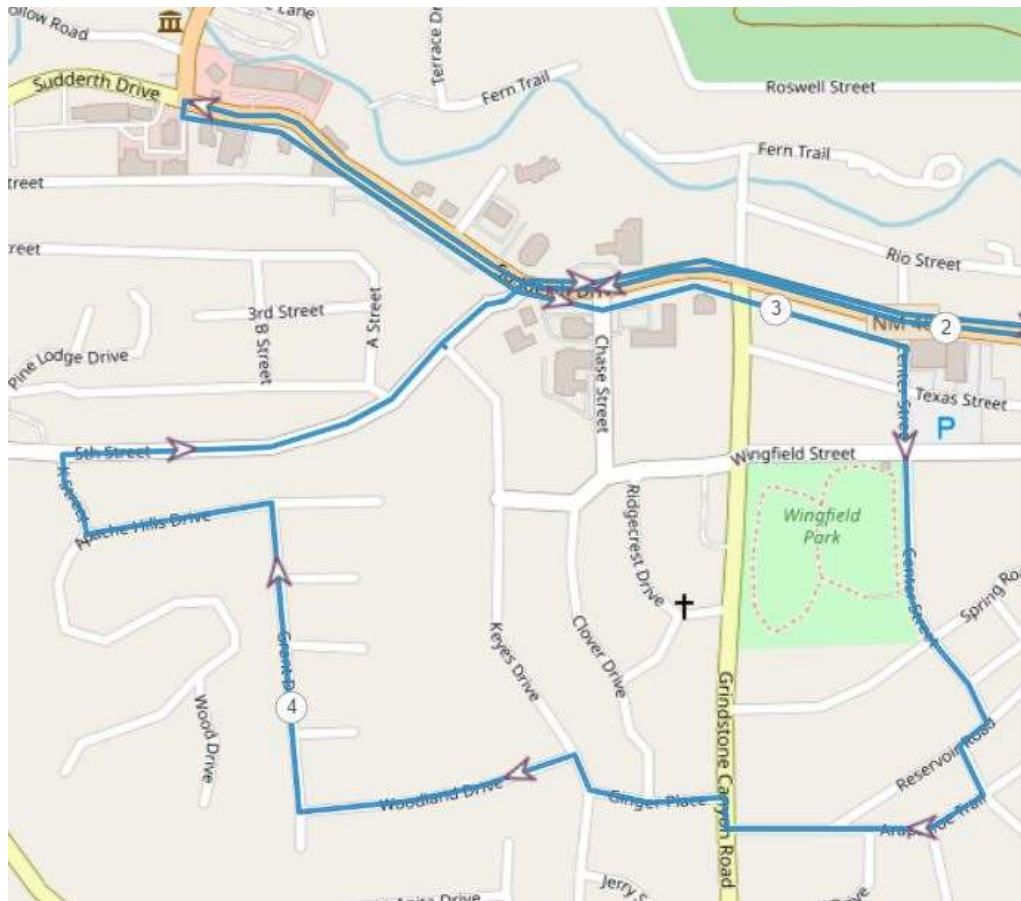 ollow Road
Lane
Terrace Dr
Sudderth Drive
Fern Trail
Roswell Street
Fern Trail
treet
Rio Street
reet
3rd Street
B Street
A Street
3
NM 48
2
Pine Lodge Drive
Chase Street
Center Street
Texas Street
P
5th Street
Wingfield Street
Apache Hills Drive
Ridgecrest Drive
Wingfield
Park
Center Street
Spring Ro
Keyes Drive
Clover Drive
Grindstone Canyon Road
4
Wood Drive
Reservoir Road
Woodland Drive
Ginger Place
Jerry S
Anita Drive
Drive